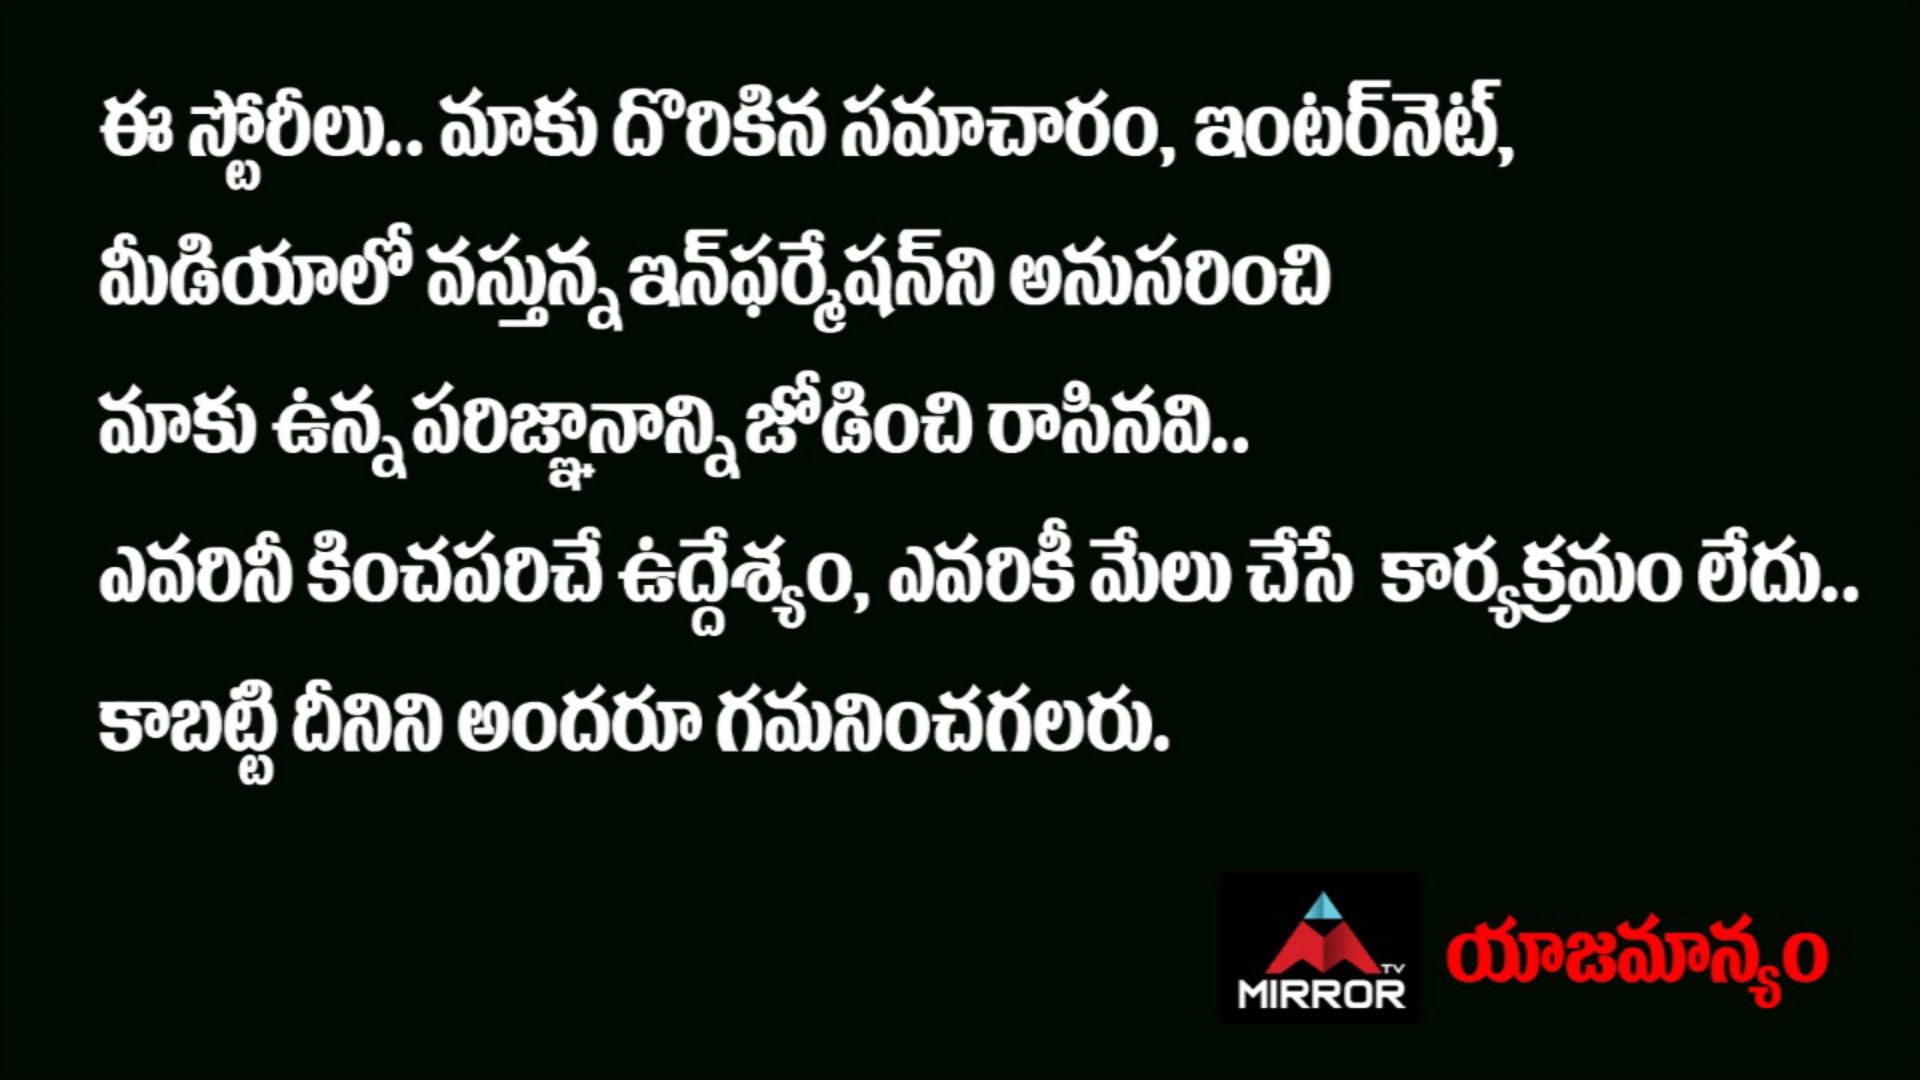 ఈ స్టోరీలు.. మాకు దొరికిన సమాచారం, ఇంటర్‌నెట్,
మీడియాలో వస్తున్న ఇన్‌ఫర్మేషన్‌ని అనుసరించి
మాకు ఉన్న పరిజ్ఞానాన్ని జోడించి రాసినవి..
ఎవరినీ కించపరిచే ఉద్దేశ్యం, ఎవరికీ మేలు చేసే కార్యక్రమం లేదు..
కాబట్టి దీనిని అందరూ గమనించగలరు.
TV
MIRROR
యాజమాన్యం